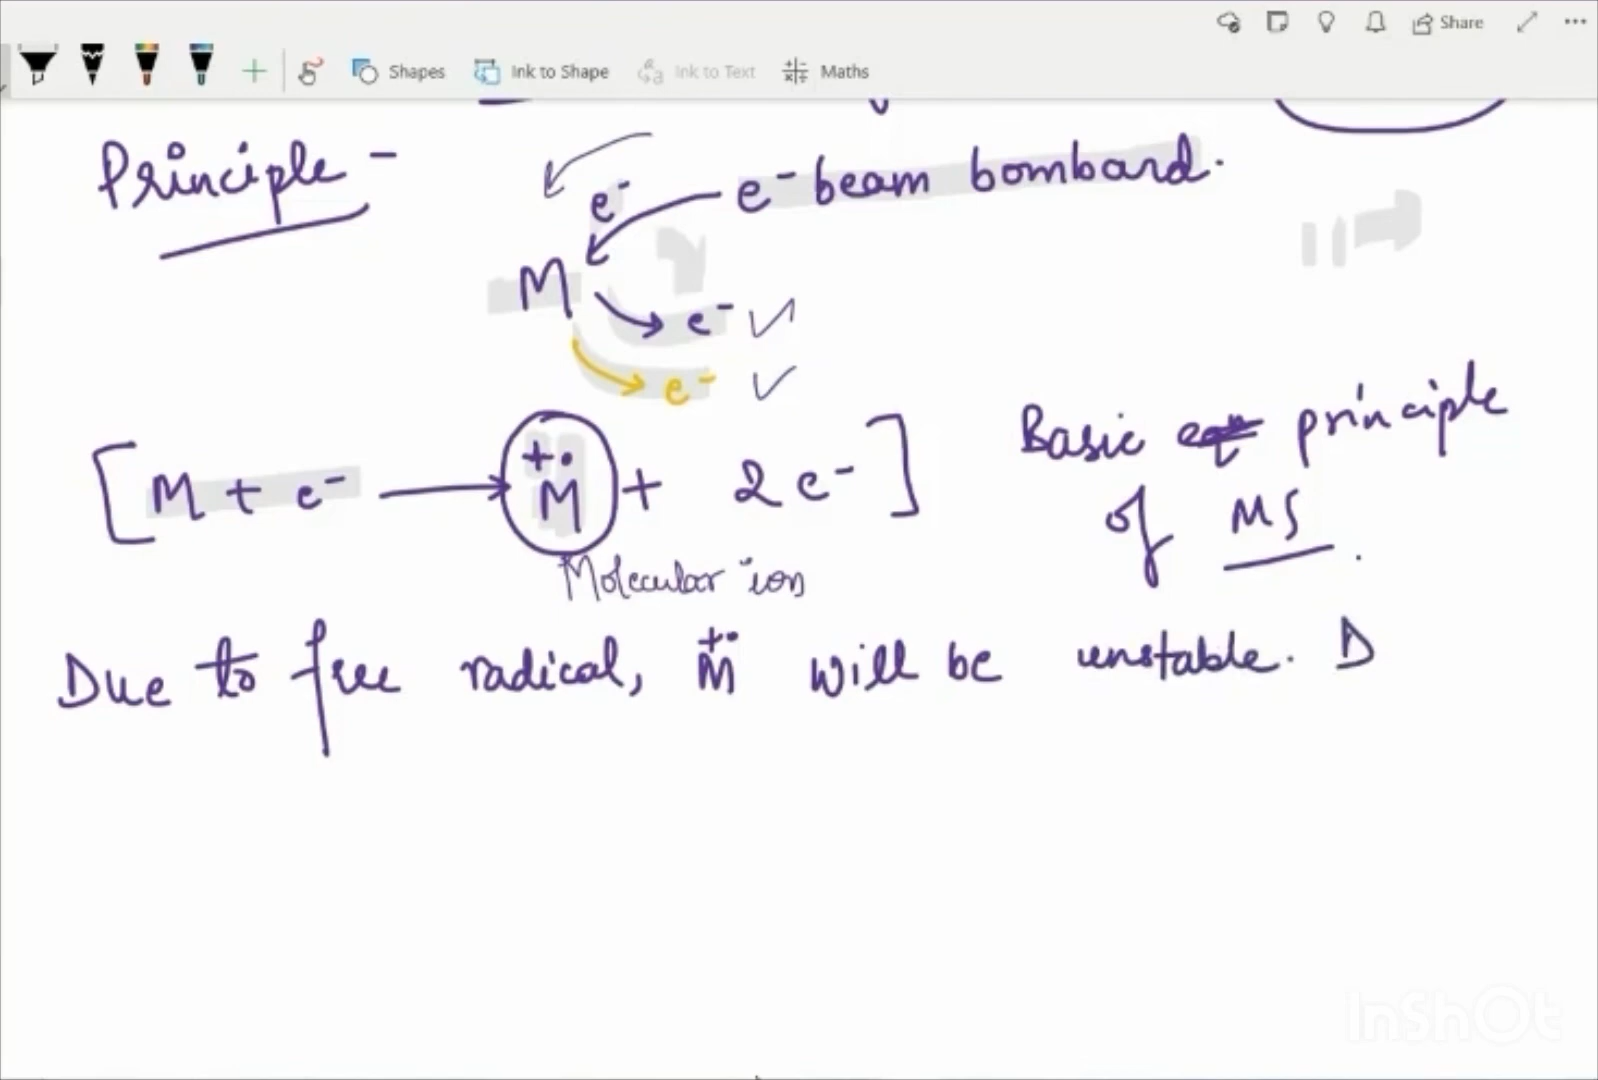 Share
Shapes Ink to Shape Ink to Text Maths
Principle -
e⁻ e⁻ beam bombard.
M
e⁻
e⁻
[M + e⁻ → M⁺• + 2e⁻]
Molecular ion
Basic principle
of MS.
Due to free radical, M⁺• will be unstable. D
InShOt